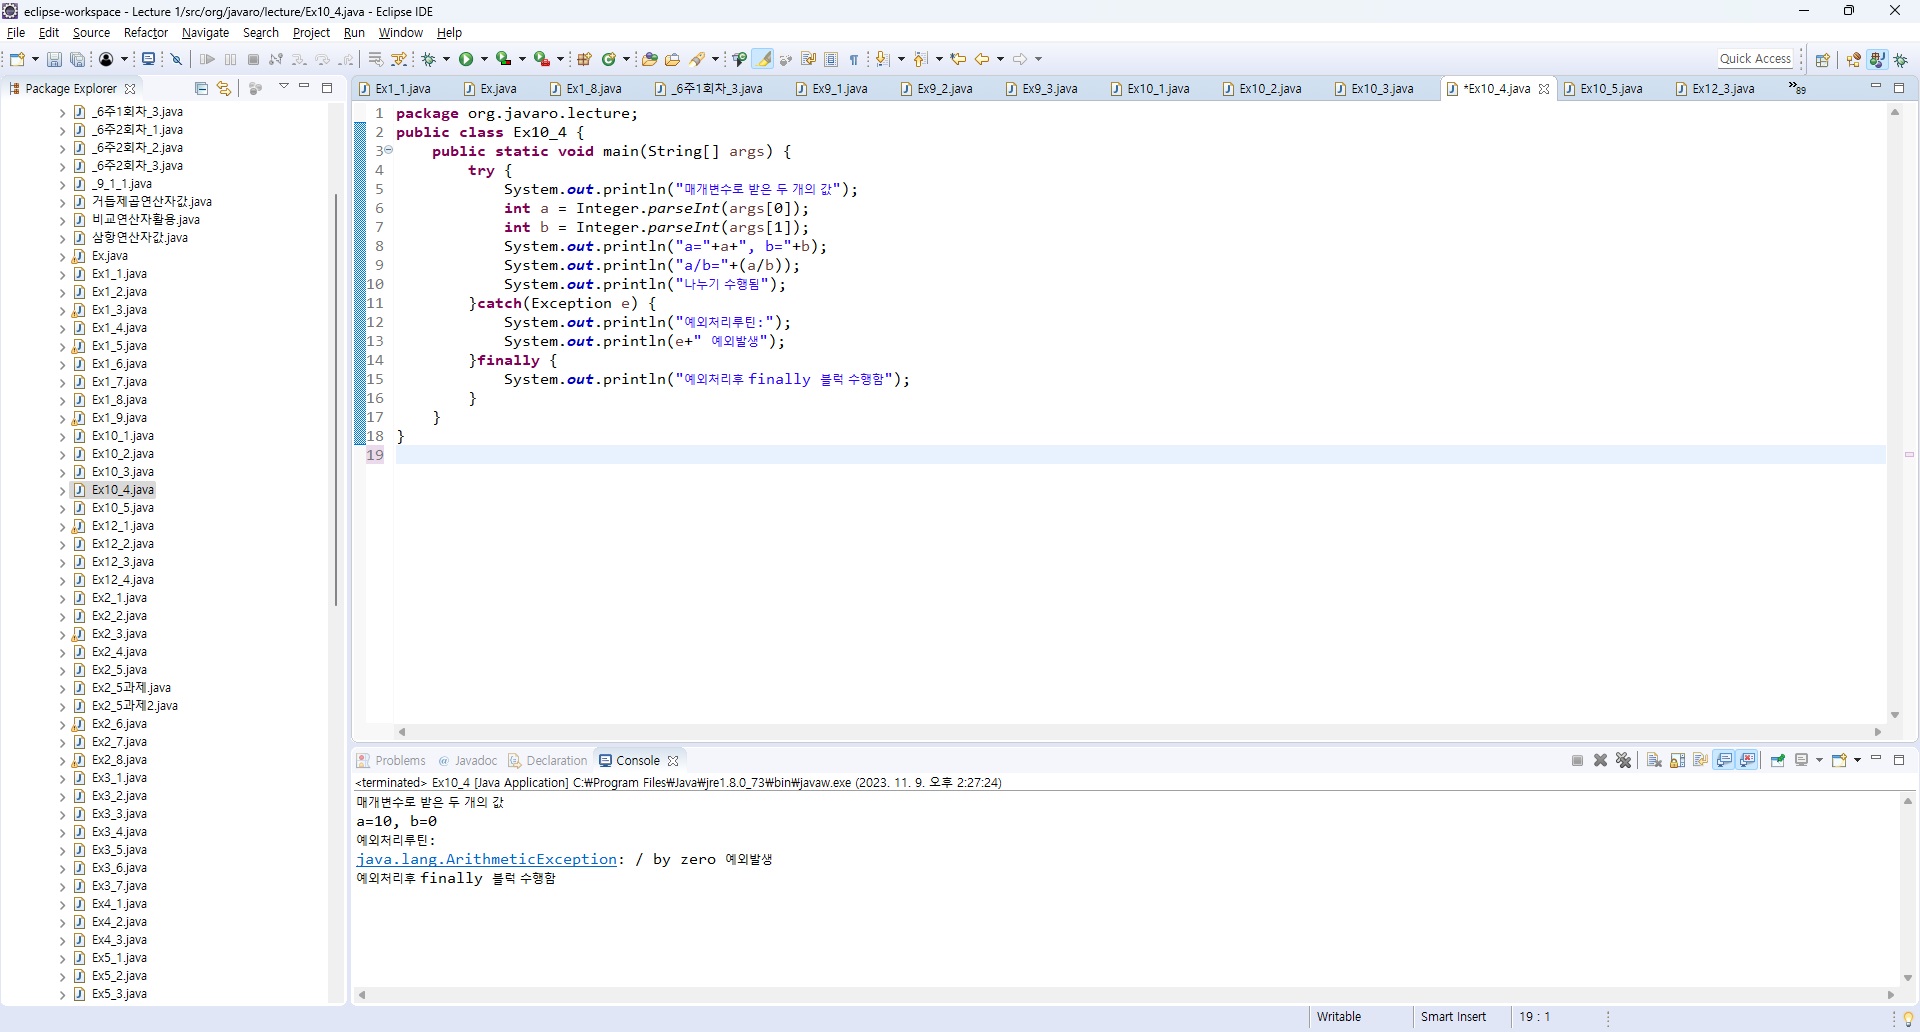 eclipse-workspace - Lecture 1/src/org/javaro/lecture/Ex10_4.java - Eclipse IDE
File Edit Source Refactor Navigate Search Project Run Window Help
Quick Access
Package Explorer
_6주1회차_3.java
_6주2회차_1.java
_6주2회차_2.java
_6주2회차_3.java
_9_1_1.java
거듭제곱연산자값.java
비교연산자활용.java
삼항연산자값.java
Ex.java
Ex1_1.java
Ex1_2.java
Ex1_3.java
Ex1_4.java
Ex1_5.java
Ex1_6.java
Ex1_7.java
Ex1_8.java
Ex1_9.java
Ex10_1.java
Ex10_2.java
Ex10_3.java
Ex10_4.java
Ex10_5.java
Ex12_1.java
Ex12_2.java
Ex12_3.java
Ex12_4.java
Ex2_1.java
Ex2_2.java
Ex2_3.java
Ex2_4.java
Ex2_5.java
Ex2_5과제.java
Ex2_5과제2.java
Ex2_6.java
Ex2_7.java
Ex2_8.java
Ex3_1.java
Ex3_2.java
Ex3_3.java
Ex3_4.java
Ex3_5.java
Ex3_6.java
Ex3_7.java
Ex4_1.java
Ex4_2.java
Ex4_3.java
Ex5_1.java
Ex5_2.java
Ex5_3.java
Ex1_1.java Ex.java Ex1_8.java _6주1회차_3.java Ex9_1.java Ex9_2.java Ex9_3.java Ex10_1.java Ex10_2.java Ex10_3.java *Ex10_4.java Ex10_5.java Ex12_3.java »89
1 package org.javaro.lecture;
2 public class Ex10_4 {
3 public static void main(String[] args) {
4 try {
5 System.out.println("매개변수로 받은 두 개의 값");
6 int a = Integer.parseInt(args[0]);
7 int b = Integer.parseInt(args[1]);
8 System.out.println("a="+a+", b="+b);
9 System.out.println("a/b="+(a/b));
10 System.out.println("나누기 수행됨");
11 }catch(Exception e) {
12 System.out.println("예외처리루틴:");
13 System.out.println(e+" 예외발생");
14 }finally {
15 System.out.println("예외처리후 finally 블럭 수행함");
16 }
17 }
18 }
19
Problems @ Javadoc Declaration Console
<terminated> Ex10_4 [Java Application] C:₩Program Files₩Java₩jre1.8.0_73₩bin₩javaw.exe (2023. 11. 9. 오후 2:27:24)
매개변수로 받은 두 개의 값
a=10, b=0
예외처리루틴:
java.lang.ArithmeticException: / by zero 예외발생
예외처리후 finally 블럭 수행함
Writable Smart Insert 19 : 1